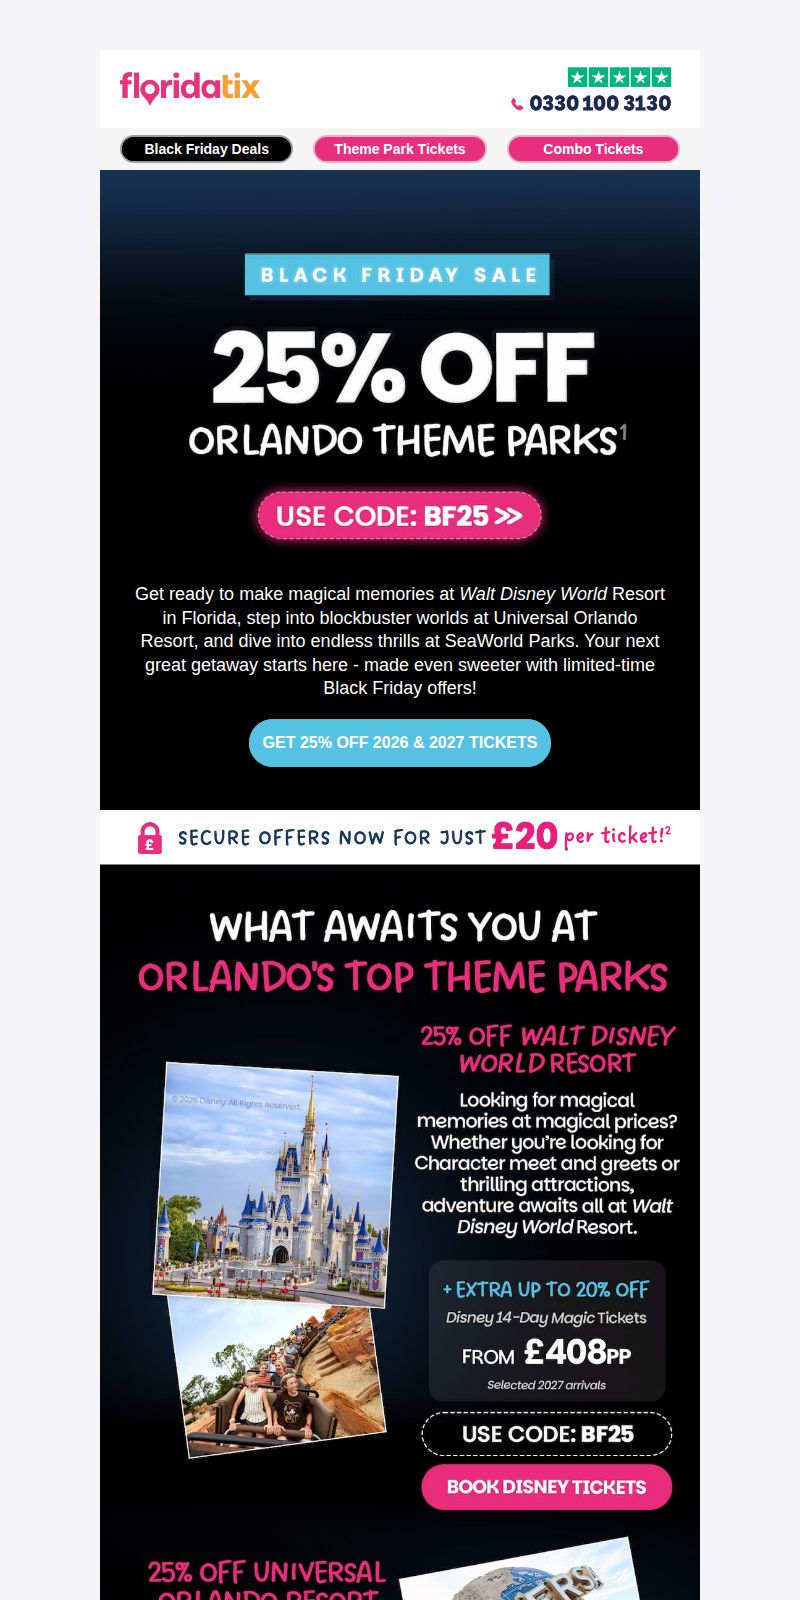 floridatix
0330 100 3130
Black Friday Deals
Theme Park Tickets
Combo Tickets
BLACK FRIDAY SALE
25% OFF
ORLANDO THEME PARKS¹
USE CODE: BF25 >>
Get ready to make magical memories at Walt Disney World Resort
in Florida, step into blockbuster worlds at Universal Orlando
Resort, and dive into endless thrills at SeaWorld Parks. Your next
great getaway starts here - made even sweeter with limited-time
Black Friday offers!
GET 25% OFF 2026 & 2027 TICKETS
£ SECURE OFFERS NOW FOR JUST £20 per ticket!²
WHAT AWAITS YOU AT
ORLANDO'S TOP THEME PARKS
25% OFF WALT DISNEY
WORLD RESORT
© 2026 Disney. All Rights Reserved.
Looking for magical
memories at magical prices?
Whether you're looking for
Character meet and greets or
thrilling attractions,
adventure awaits all at Walt
Disney World Resort.
+ EXTRA UP TO 20% OFF
Disney 14-Day Magic Tickets
FROM £408PP
Selected 2027 arrivals
USE CODE: BF25
BOOK DISNEY TICKETS
25% OFF UNIVERSAL
ORLANDO RESORT